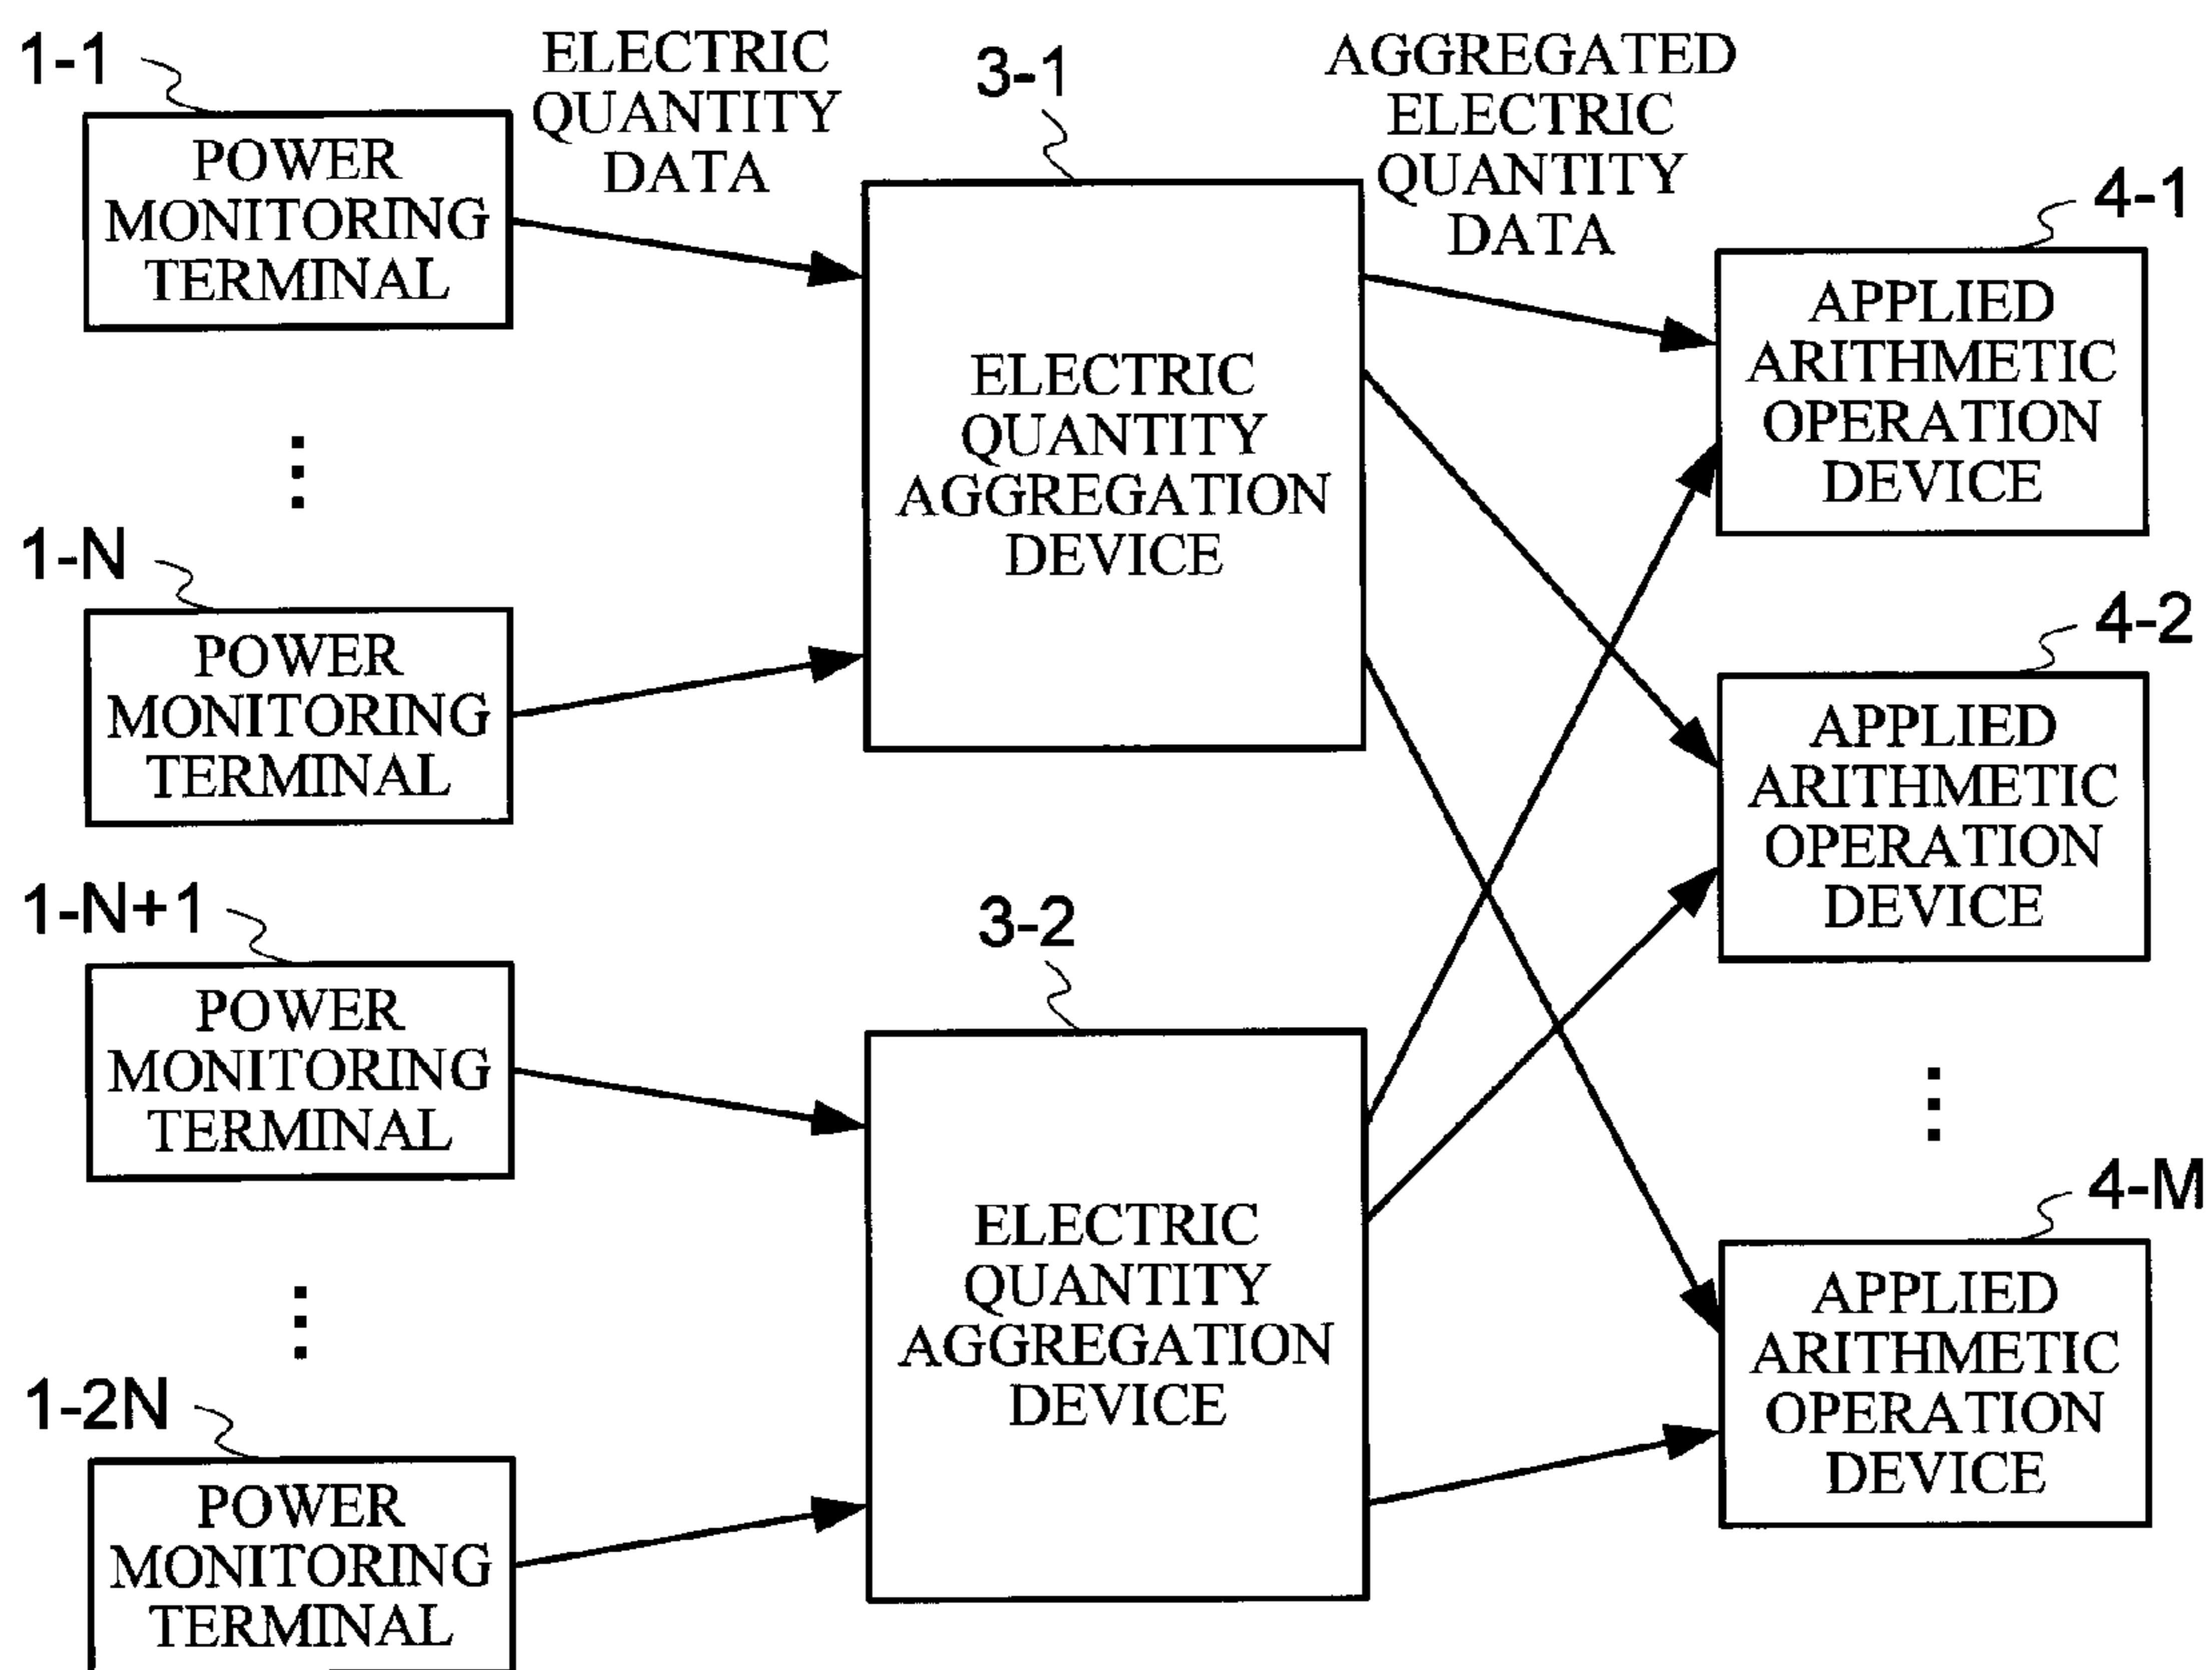 1-1
ELECTRIC
QUANTITY
DATA
3-1
AGGREGATED
ELECTRIC
QUANTITY
DATA
4-1
POWER
MONITORING
TERMINAL
ELECTRIC
QUANTITY
AGGREGATION
DEVICE
APPLIED
ARITHMETIC
OPERATION
DEVICE
1-N
POWER
MONITORING
TERMINAL
4-2
APPLIED
ARITHMETIC
OPERATION
DEVICE
1-N+1
POWER
MONITORING
TERMINAL
3-2
ELECTRIC
QUANTITY
AGGREGATION
DEVICE
4-M
APPLIED
ARITHMETIC
OPERATION
DEVICE
1-2N
POWER
MONITORING
TERMINAL